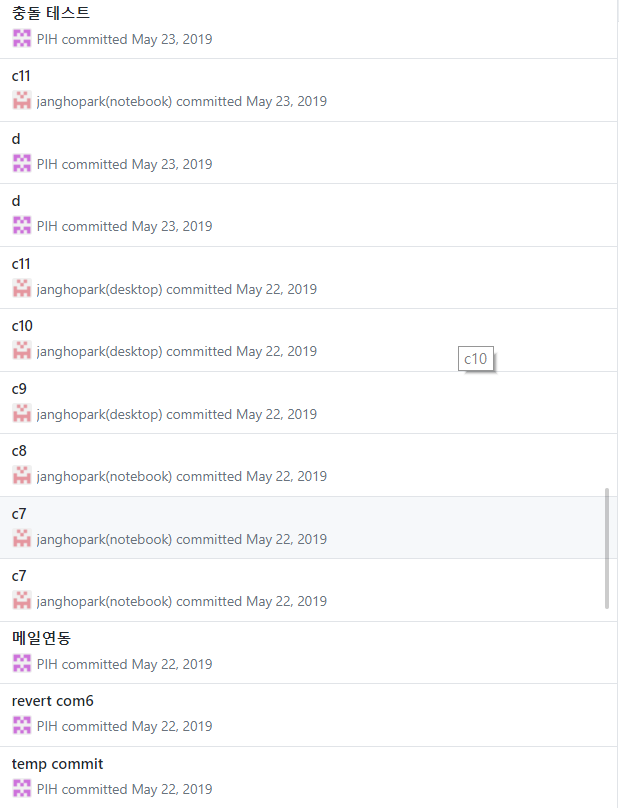 충돌 테스트
PIH committed May 23, 2019
c11
janghopark(notebook) committed May 23, 2019
d
PIH committed May 23, 2019
d
PIH committed May 23, 2019
c11
janghopark(desktop) committed May 22, 2019
c10
janghopark(desktop) committed May 22, 2019
c10
c9
janghopark(desktop) committed May 22, 2019
c8
janghopark(notebook) committed May 22, 2019
c7
janghopark(notebook) committed May 22, 2019
c7
janghopark(notebook) committed May 22, 2019
메일연동
PIH committed May 22, 2019
revert com6
PIH committed May 22, 2019
temp commit
PIH committed May 22, 2019